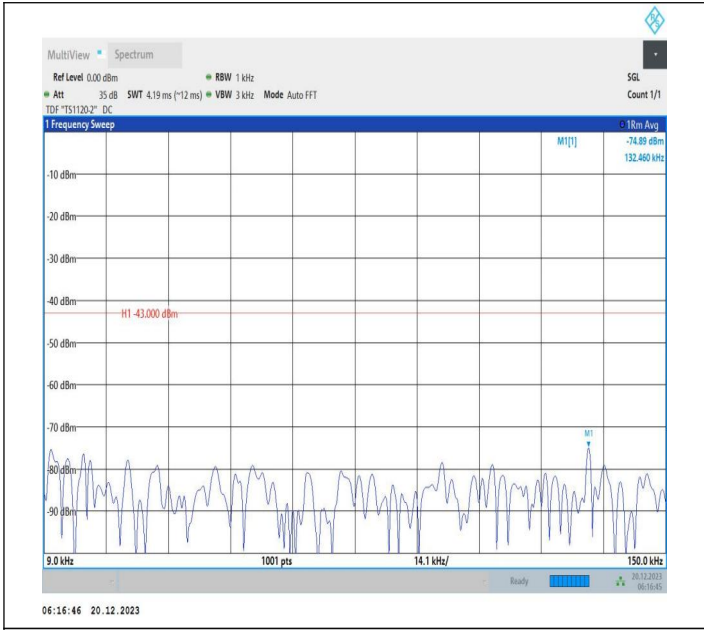 R S
MultiView Spectrum
Ref Level 0.00 dBm RBW 1 kHz SGL
Att 35 dB SWT 4.19 ms (~12 ms) VBW 3 kHz Mode Auto FFT Count 1/1
TDF "TS1120-2" DC
1 Frequency Sweep 1Rm Avg
M1[1] -74.89 dBm
132.460 kHz
-10 dBm
-20 dBm
-30 dBm
-40 dBm
H1 -43.000 dBm
-50 dBm
-60 dBm
-70 dBm
M1
-80 dBm
-90 dBm
9.0 kHz 1001 pts 14.1 kHz/ 150.0 kHz
Ready 20.12.2023
06:16:45
06:16:46 20.12.2023